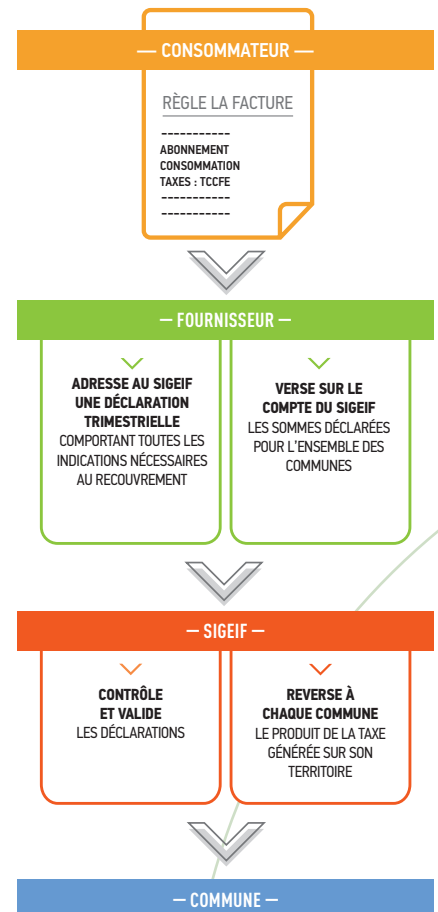 — CONSOMMATEUR —
RÈGLE LA FACTURE
-----------
ABONNEMENT
CONSOMMATION
TAXES : TCCFE
-----------
-----------
— FOURNISSEUR —
ADRESSE AU SIGEIF
UNE DÉCLARATION
TRIMESTRIELLE
COMPORTANT TOUTES LES
INDICATIONS NÉCESSAIRES
AU RECOUVREMENT
VERSE SUR LE
COMPTE DU SIGEIF
LES SOMMES DÉCLARÉES
POUR L'ENSEMBLE DES
COMMUNES
— SIGEIF —
CONTRÔLE
ET VALIDE
LES DÉCLARATIONS
REVERSE À
CHAQUE COMMUNE
LE PRODUIT DE LA TAXE
GÉNÉRÉE SUR SON
TERRITOIRE
— COMMUNE —